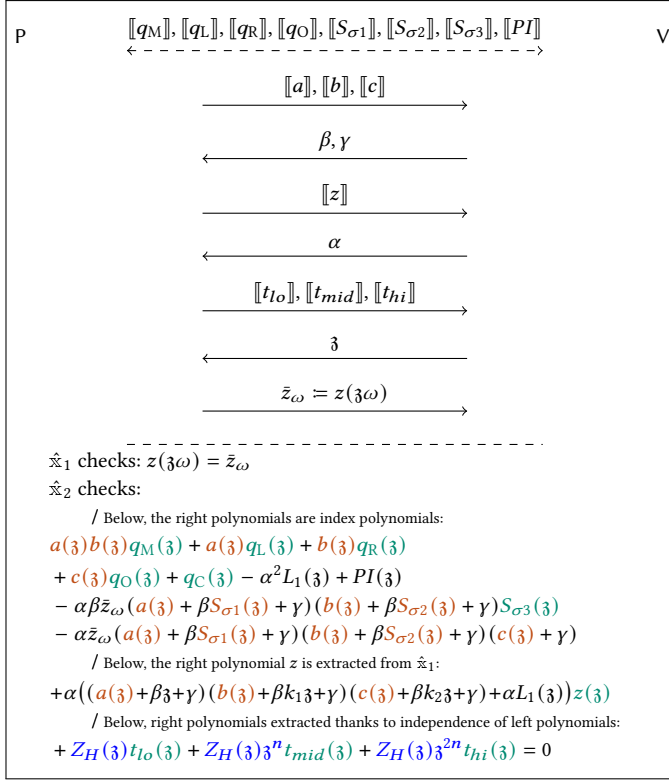 P ⟦q_M⟧, ⟦q_L⟧, ⟦q_R⟧, ⟦q_O⟧, ⟦S_σ1⟧, ⟦S_σ2⟧, ⟦S_σ3⟧, ⟦PI⟧ V
⟦a⟧, ⟦b⟧, ⟦c⟧
β, γ
⟦z⟧
α
⟦t_lo⟧, ⟦t_mid⟧, ⟦t_hi⟧
𝔷
z̄_ω ≔ z(𝔷ω)
𝕩̂_1 checks: z(𝔷ω) = z̄_ω
𝕩̂_2 checks:
/ Below, the right polynomials are index polynomials:
a(𝔷)b(𝔷)q_M(𝔷) + a(𝔷)q_L(𝔷) + b(𝔷)q_R(𝔷)
+ c(𝔷)q_O(𝔷) + q_C(𝔷) − α²L_1(𝔷) + PI(𝔷)
− αβz̄_ω(a(𝔷) + βS_σ1(𝔷) + γ)(b(𝔷) + βS_σ2(𝔷) + γ)S_σ3(𝔷)
− αz̄_ω(a(𝔷) + βS_σ1(𝔷) + γ)(b(𝔷) + βS_σ2(𝔷) + γ)(c(𝔷) + γ)
/ Below, the right polynomial z is extracted from 𝕩̂_1:
+α((a(𝔷)+β𝔷+γ)(b(𝔷)+βk_1𝔷+γ)(c(𝔷)+βk_2𝔷+γ)+αL_1(𝔷))z(𝔷)
/ Below, right polynomials extracted thanks to independence of left polynomials:
+ Z_H(𝔷)t_lo(𝔷) + Z_H(𝔷)𝔷^n t_mid(𝔷) + Z_H(𝔷)𝔷^2n t_hi(𝔷) = 0